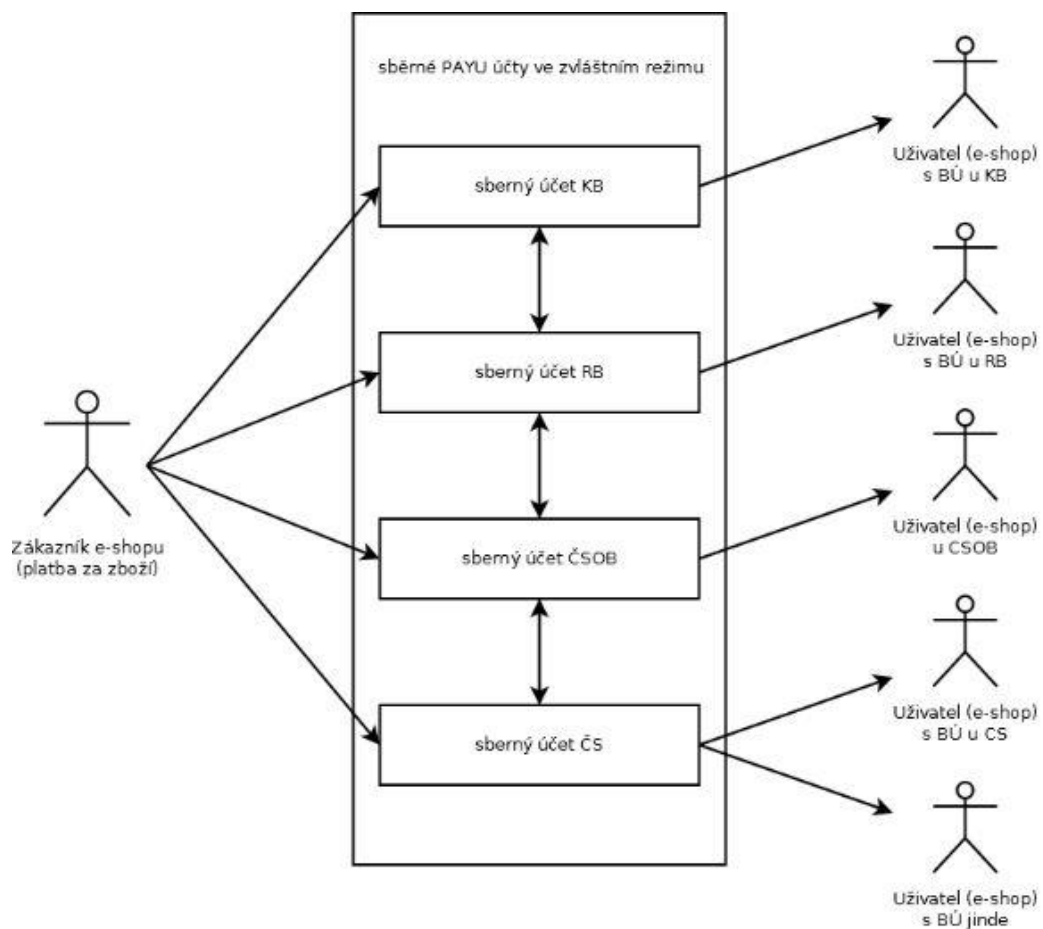 sběrné PAYU účty ve zvláštním režimu
sberný účet KB
sberný účet RB
sberný účet ČSOB
sberný účet ČS
Zákazník e-shopu
(platba za zboží)
Uživatel (e-shop)
s BÚ u KB
Uživatel (e-shop)
s BÚ u RB
Uživatel (e-shop)
u CSOB
Uživatel (e-shop)
s BÚ u CS
Uživatel (e-shop)
s BÚ jinde